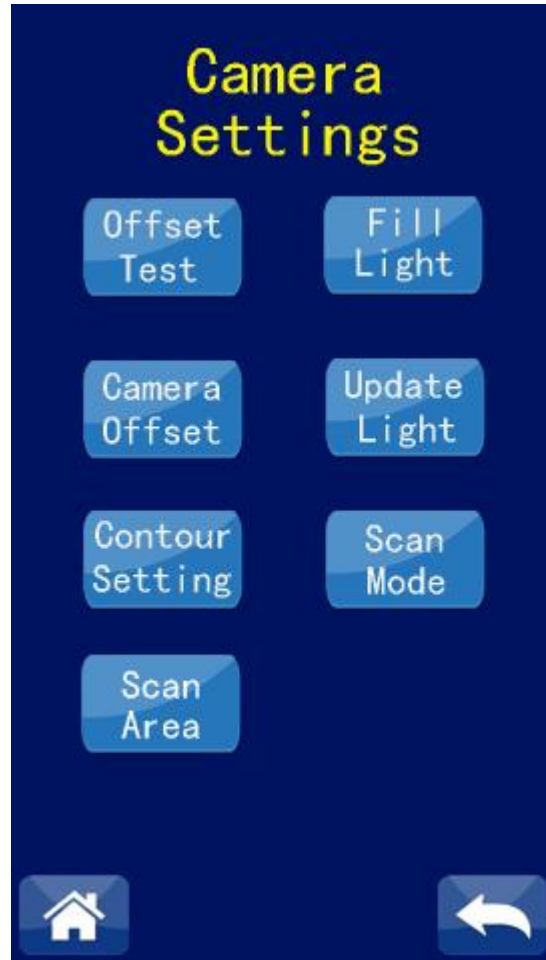 Camera
Settings
Offset
Test
Fill
Light
Camera
Offset
Update
Light
Contour
Setting
Scan
Mode
Scan
Area